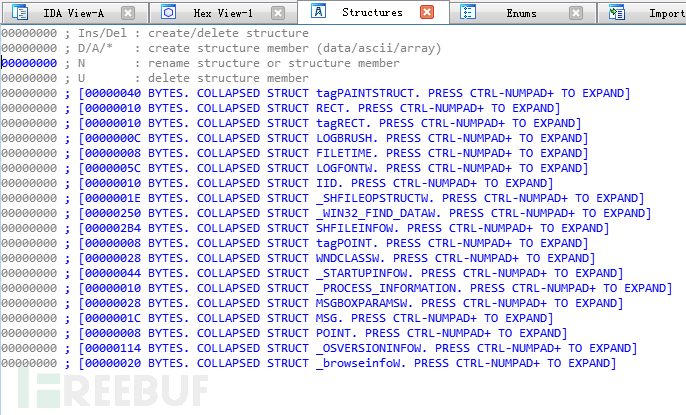 IDA View-A Hex View-1 Structures Enums Import
00000000 ; Ins/Del : create/delete structure
00000000 ; D/A/* : create structure member (data/ascii/array)
00000000 ; N : rename structure or structure member
00000000 ; U : delete structure member
00000000 ; [00000040 BYTES. COLLAPSED STRUCT tagPAINTSTRUCT. PRESS CTRL-NUMPAD+ TO EXPAND]
00000000 ; [00000010 BYTES. COLLAPSED STRUCT RECT. PRESS CTRL-NUMPAD+ TO EXPAND]
00000000 ; [00000010 BYTES. COLLAPSED STRUCT tagRECT. PRESS CTRL-NUMPAD+ TO EXPAND]
00000000 ; [0000000C BYTES. COLLAPSED STRUCT LOGBRUSH. PRESS CTRL-NUMPAD+ TO EXPAND]
00000000 ; [00000008 BYTES. COLLAPSED STRUCT FILETIME. PRESS CTRL-NUMPAD+ TO EXPAND]
00000000 ; [0000005C BYTES. COLLAPSED STRUCT LOGFONTW. PRESS CTRL-NUMPAD+ TO EXPAND]
00000000 ; [00000010 BYTES. COLLAPSED STRUCT IID. PRESS CTRL-NUMPAD+ TO EXPAND]
00000000 ; [0000001E BYTES. COLLAPSED STRUCT _SHFILEOPSTRUCTW. PRESS CTRL-NUMPAD+ TO EXPAND]
00000000 ; [00000250 BYTES. COLLAPSED STRUCT _WIN32_FIND_DATAW. PRESS CTRL-NUMPAD+ TO EXPAND]
00000000 ; [000002B4 BYTES. COLLAPSED STRUCT SHFILEINFOW. PRESS CTRL-NUMPAD+ TO EXPAND]
00000000 ; [00000008 BYTES. COLLAPSED STRUCT tagPOINT. PRESS CTRL-NUMPAD+ TO EXPAND]
00000000 ; [00000028 BYTES. COLLAPSED STRUCT WNDCLASSW. PRESS CTRL-NUMPAD+ TO EXPAND]
00000000 ; [00000044 BYTES. COLLAPSED STRUCT _STARTUPINFOW. PRESS CTRL-NUMPAD+ TO EXPAND]
00000000 ; [00000010 BYTES. COLLAPSED STRUCT _PROCESS_INFORMATION. PRESS CTRL-NUMPAD+ TO EXPAND]
00000000 ; [00000028 BYTES. COLLAPSED STRUCT MSGBOXPARAMSW. PRESS CTRL-NUMPAD+ TO EXPAND]
00000000 ; [0000001C BYTES. COLLAPSED STRUCT MSG. PRESS CTRL-NUMPAD+ TO EXPAND]
00000000 ; [00000008 BYTES. COLLAPSED STRUCT POINT. PRESS CTRL-NUMPAD+ TO EXPAND]
00000000 ; [00000114 BYTES. COLLAPSED STRUCT _OSVERSIONINFOW. PRESS CTRL-NUMPAD+ TO EXPAND]
00000000 ; [00000020 BYTES. COLLAPSED STRUCT _browseinfoW. PRESS CTRL-NUMPAD+ TO EXPAND]
FREEBUF